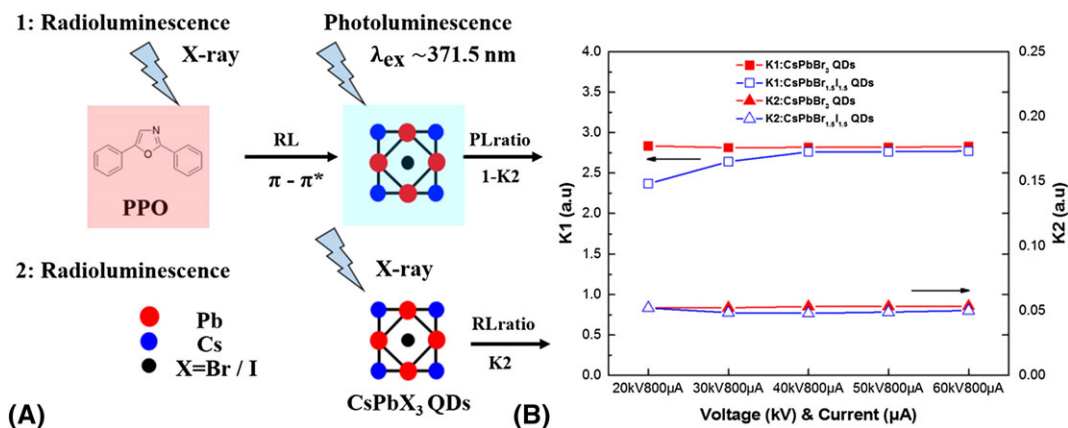 1: Radioluminescence
Photoluminescence
X-ray
λex ~371.5 nm
N
O
PPO
RL
π - π*
PLratio
1-K2
2: Radioluminescence
X-ray
Pb
Cs
X=Br / I
RLratio
K2
CsPbX3 QDs
(A)
K1:CsPbBr3 QDs
K1:CsPbBr1.5I1.5 QDs
K2:CsPbBr3 QDs
K2:CsPbBr1.5I1.5 QDs
4.0
3.5
3.0
2.5
2.0
1.5
1.0
0.5
0.0
K1 (a.u)
0.25
0.20
0.15
0.10
0.05
0.00
K2 (a.u)
20kV800μA 30kV800μA 40kV800μA 50kV800μA 60kV800μA
Voltage (kV) & Current (μA)
(B)